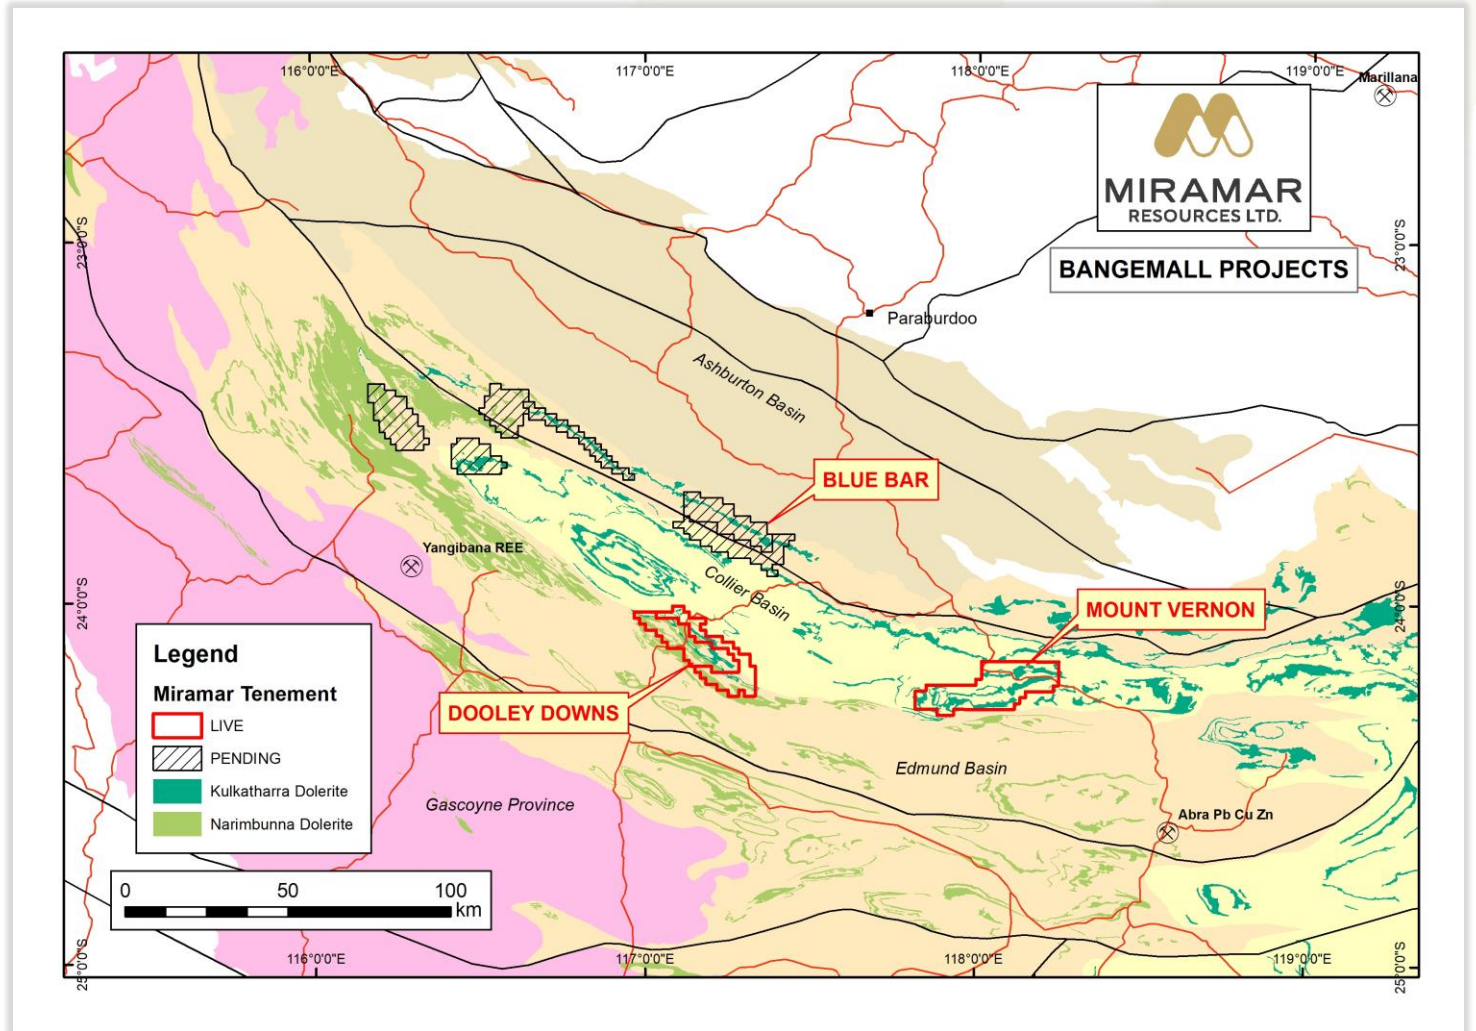 116°0'0"E
117°0'0"E
118°0'0"E
119°0'0"E
Marillana
MIRAMAR
RESOURCES LTD.
BANGEMALL PROJECTS
23°0'0"S
23°0'0"S
Paraburdoo
Ashburton Basin
BLUE BAR
Yangibana REE
Collier Basin
24°0'0"S
24°0'0"S
MOUNT VERNON
DOOLEY DOWNS
Edmund Basin
Gascoyne Province
Abra Pb Cu Zn
Legend
Miramar Tenement
LIVE
PENDING
Kulkatharra Dolerite
Narimbunna Dolerite
0 50 100
km
25°0'0"S
25°0'0"S
116°0'0"E
117°0'0"E
118°0'0"E
119°0'0"E